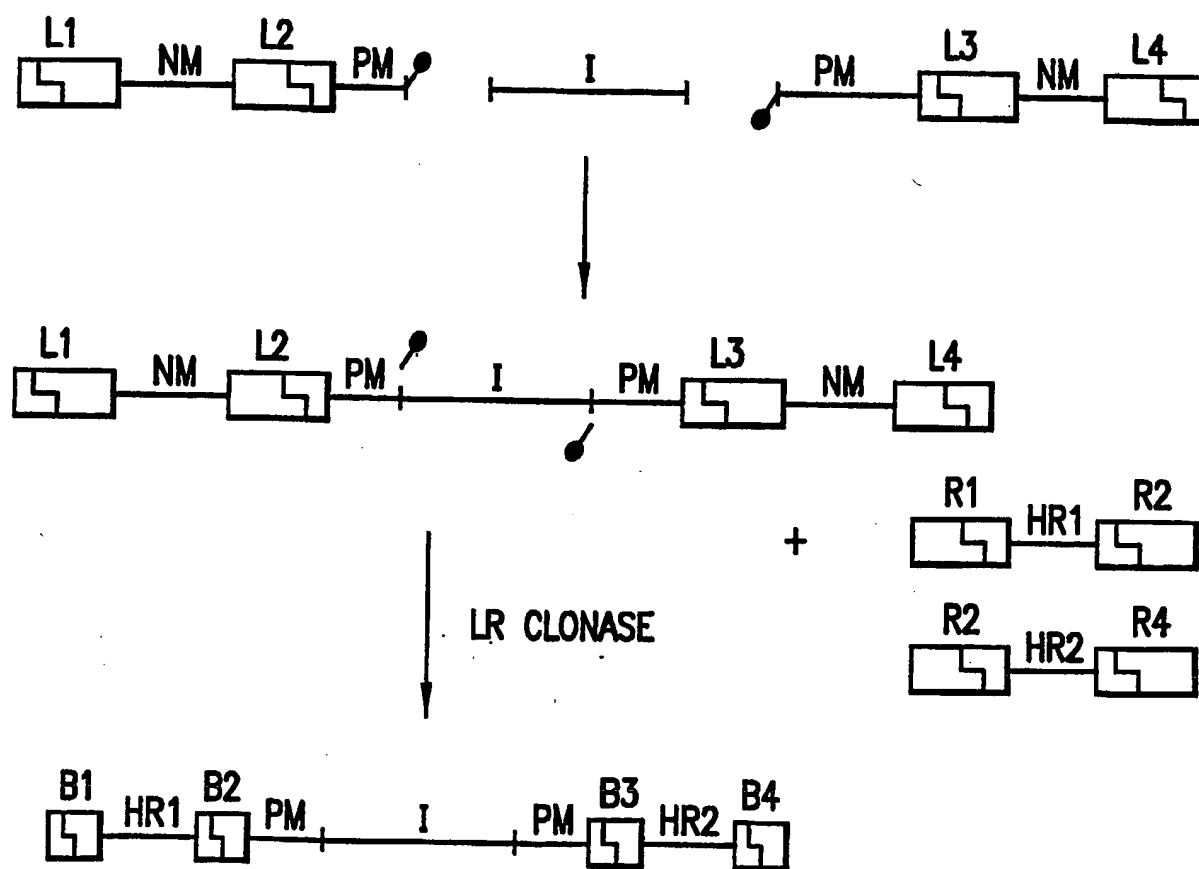 L1 NM L2 PM I PM L3 NM L4
L1 NM L2 PM I PM L3 NM L4
+ R1 HR1 R2
R2 HR2 R4
LR CLONASE
B1 HR1 B2 PM I PM B3 HR2 B4